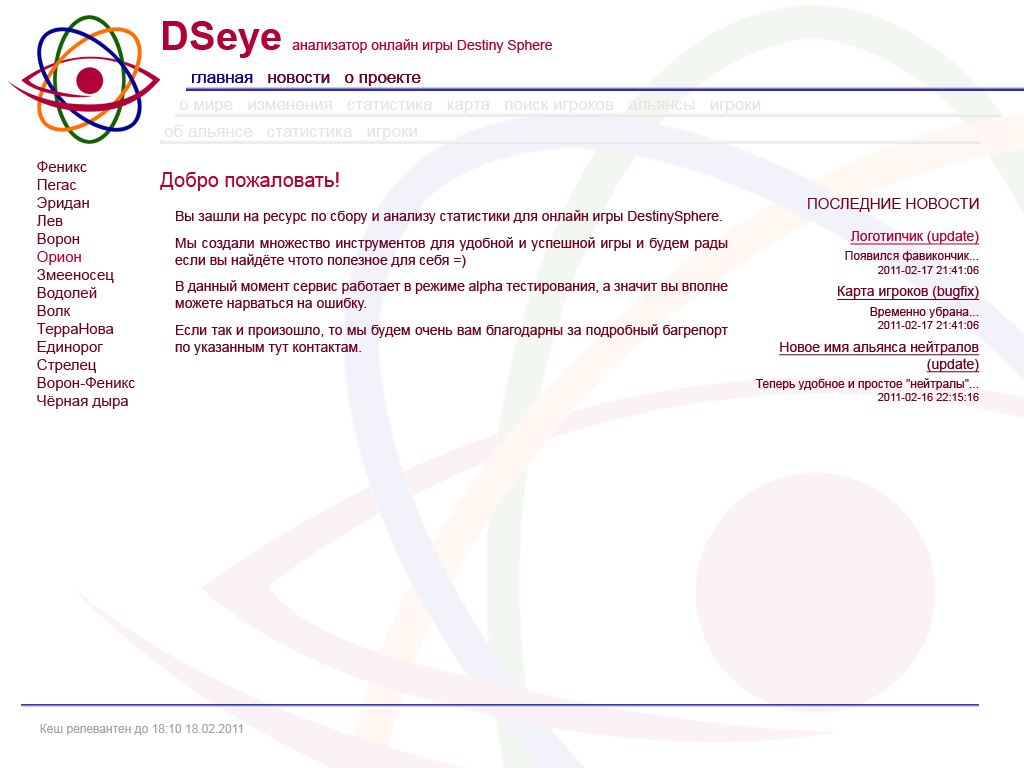 DSeye анализатор онлайн игры Destiny Sphere
главная новости о проекте
о мире изменения статистика карта поиск игроков альянсы игроки
об альянсе статистика игроки
Феникс
Пегас
Эридан
Лев
Ворон
Орион
Змееносец
Водолей
Волк
ТерраНова
Единорог
Стрелец
Ворон-Феникс
Чёрная дыра
Добро пожаловать!
Вы зашли на ресурс по сбору и анализу статистики для онлайн игры DestinySphere.
Мы создали множество инструментов для удобной и успешной игры и будем рады
если вы найдёте чтото полезное для себя =)
В данный момент сервис работает в режиме alpha тестирования, а значит вы вполне
можете нарваться на ошибку.
Если так и произошло, то мы будем очень вам благодарны за подробный багрепорт
по указанным тут контактам.
ПОСЛЕДНИЕ НОВОСТИ
Логотипчик (update)
Появился фавикончик...
2011-02-17 21:41:06
Карта игроков (bugfix)
Временно убрана...
2011-02-17 21:41:06
Новое имя альянса нейтралов
(update)
Теперь удобное и простое "нейтралы"...
2011-02-16 22:15:16
Кеш релевантен до 18:10 18.02.2011